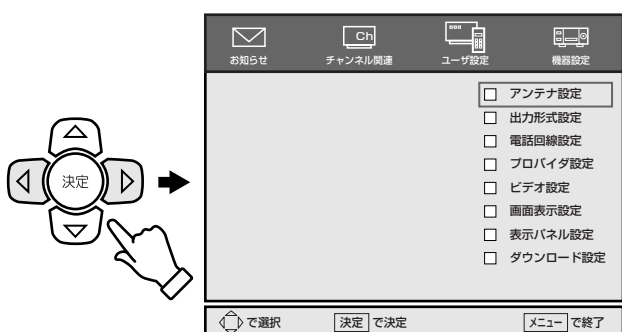 Ch
お知らせ チャンネル関連 ユーザ設定 機器設定
アンテナ設定
出力形式設定
電話回線設定
プロバイダ設定
ビデオ設定
画面表示設定
表示パネル設定
ダウンロード設定
決定
で選択 決定 で決定 メニュー で終了